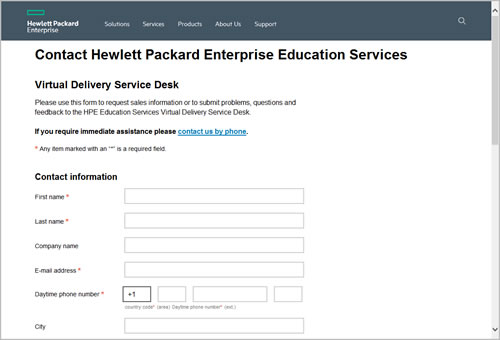 Hewlett Packard
Enterprise
Solutions Services Products About Us Support
Contact Hewlett Packard Enterprise Education Services
Virtual Delivery Service Desk
Please use this form to request sales information or to submit problems, questions and
feedback to the HPE Education Services Virtual Delivery Service Desk.
If you require immediate assistance please contact us by phone.
* Any item marked with an "*" is a required field.
Contact information
First name *
Last name *
Company name
E-mail address *
Daytime phone number * +1
country code* (area) Daytime phone number* (ext.)
City